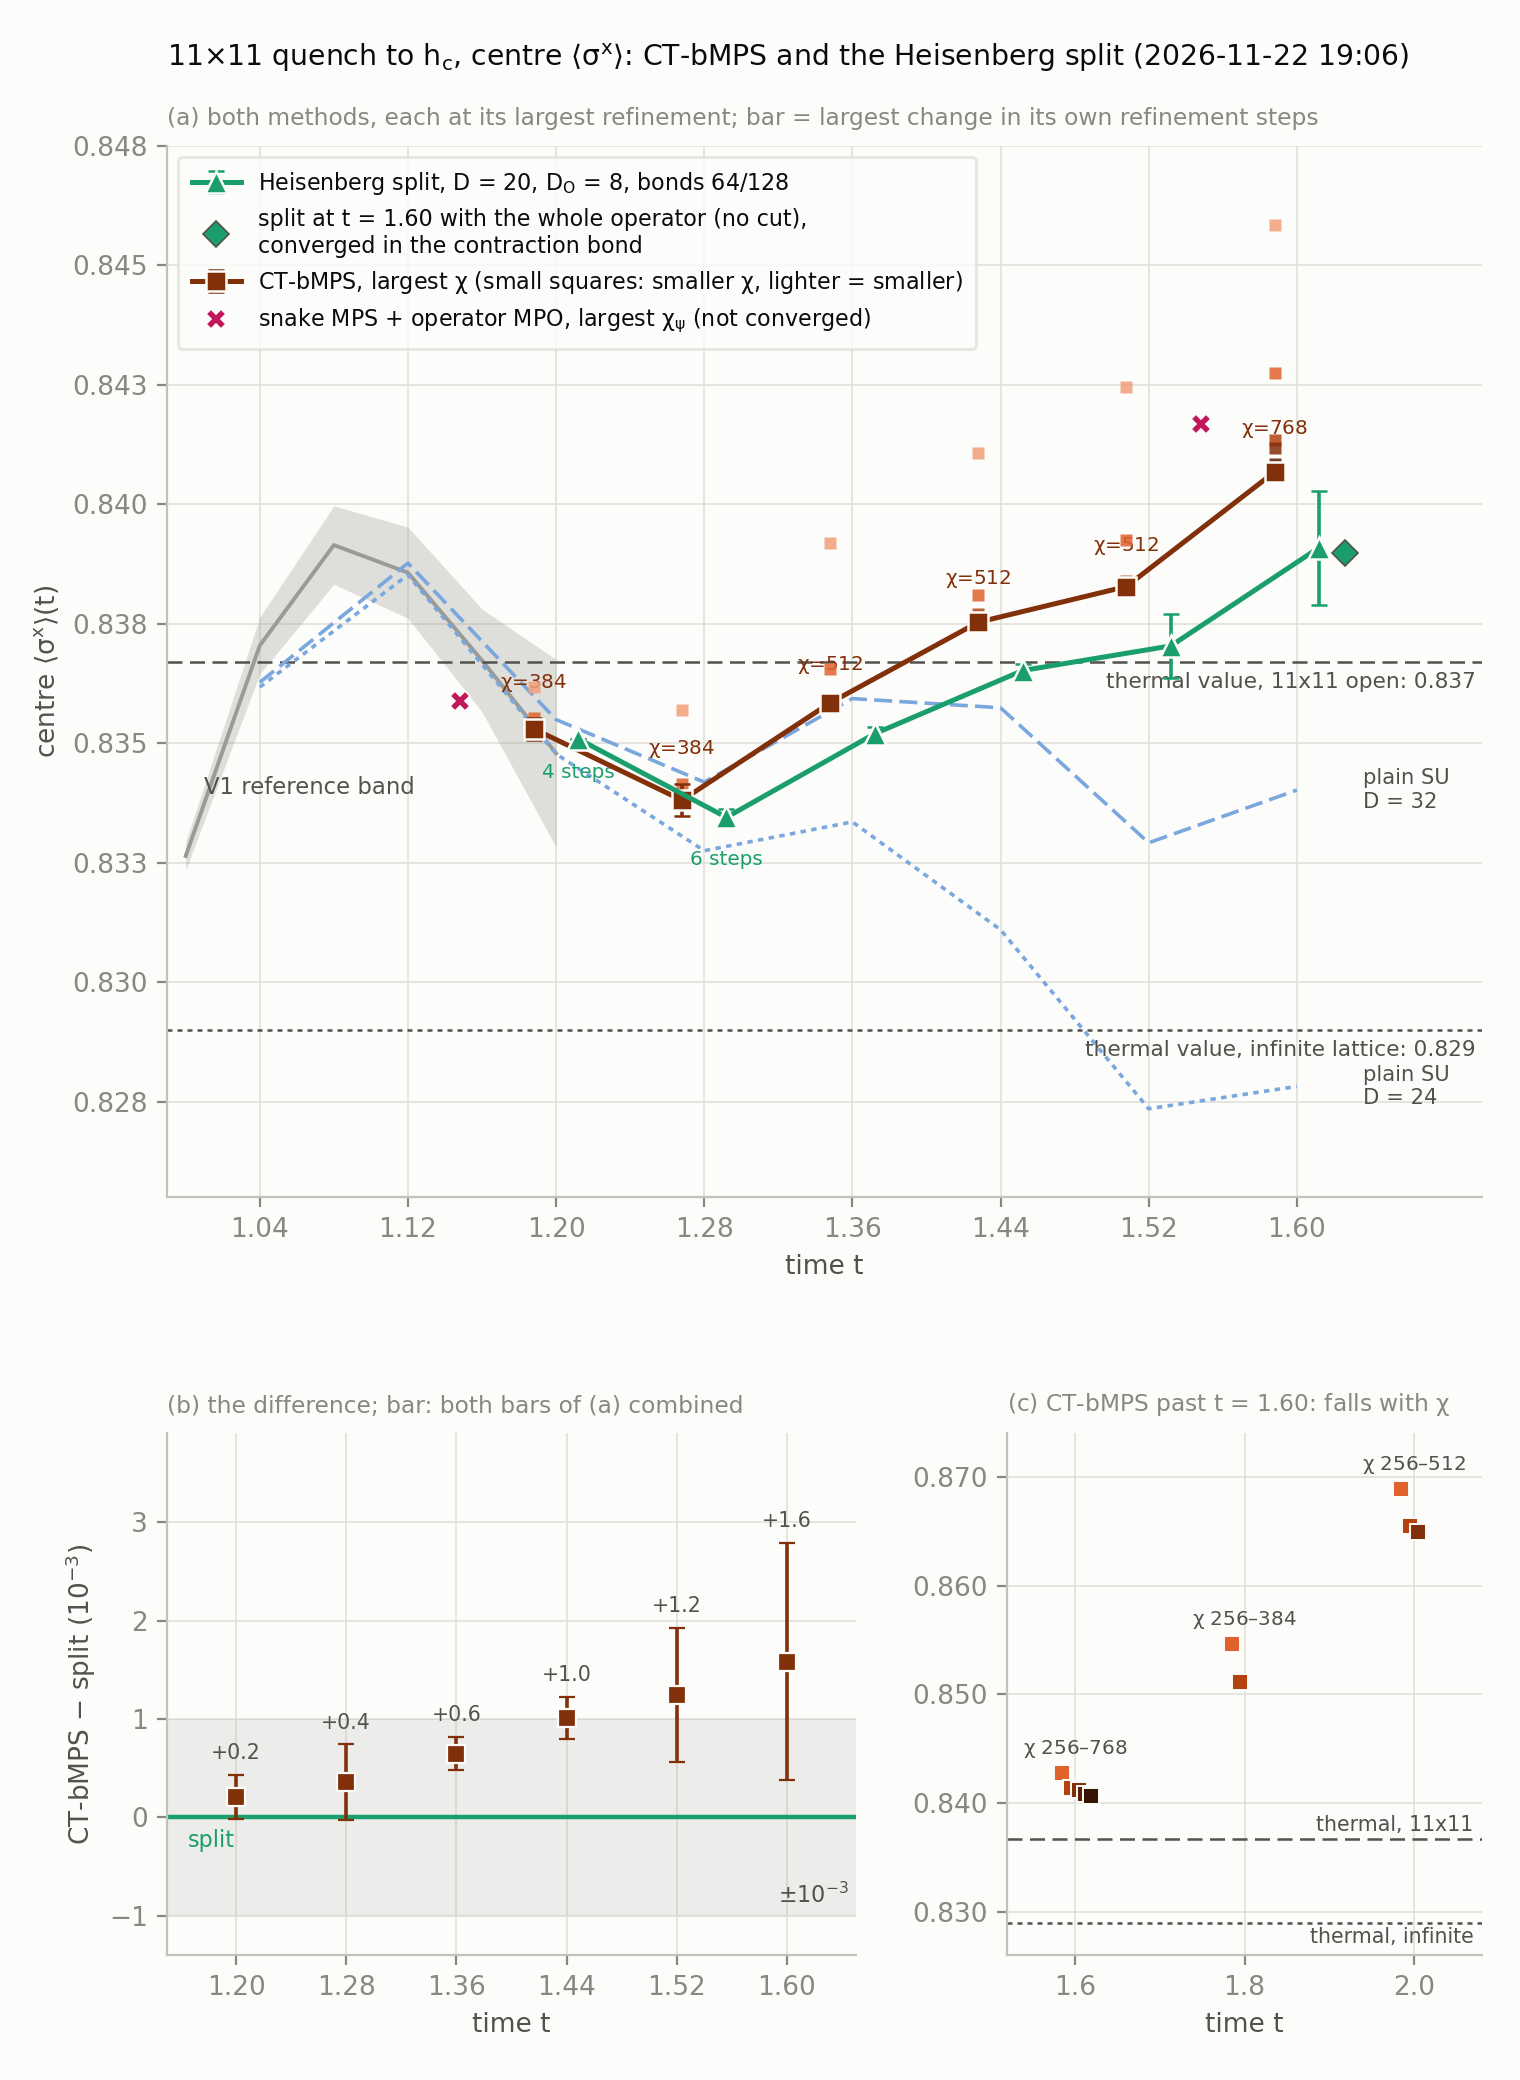 11×11 quench to h_c, centre ⟨σ^x⟩: CT-bMPS and the Heisenberg split (2026-11-22 19:06)
(a) both methods, each at its largest refinement; bar = largest change in its own refinement steps
Heisenberg split, D = 20, D_O = 8, bonds 64/128
split at t = 1.60 with the whole operator (no cut),
converged in the contraction bond
CT-bMPS, largest χ (small squares: smaller χ, lighter = smaller)
snake MPS + operator MPO, largest χ_ψ (not converged)
centre ⟨σ^x⟩(t)
0.848
0.845
0.843
0.840
0.838
0.835
0.833
0.830
0.828
χ=768
χ=512
χ=512
χ=512
χ=384
χ=384
thermal value, 11x11 open: 0.837
4 steps
6 steps
V1 reference band
plain SU
D = 32
thermal value, infinite lattice: 0.829
plain SU
D = 24
1.04 1.12 1.20 1.28 1.36 1.44 1.52 1.60
time t
(b) the difference; bar: both bars of (a) combined
CT-bMPS − split (10^−3)
3
2
1
0
−1
+0.2
+0.4
+0.6
+1.0
+1.2
+1.6
split
±10^−3
1.20 1.28 1.36 1.44 1.52 1.60
time t
(c) CT-bMPS past t = 1.60: falls with χ
0.870
0.860
0.850
0.840
0.830
χ 256–512
χ 256–384
χ 256–768
thermal, 11x11
thermal, infinite
1.6 1.8 2.0
time t